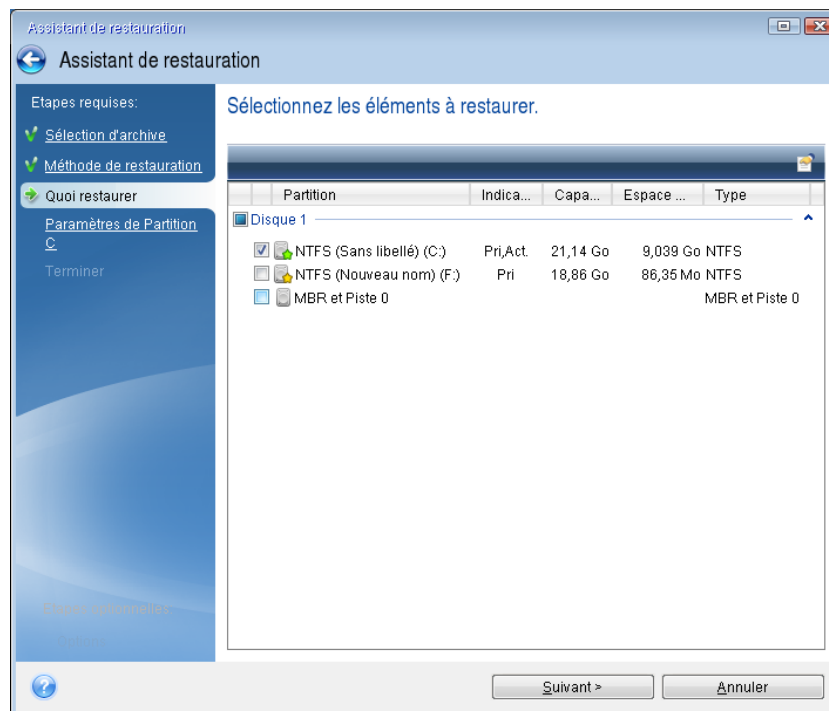 Assistant de restauration
Assistant de restauration
Etapes requises:
Sélection d'archive
Méthode de restauration
Quoi restaurer
Paramètres de Partition
C
Terminer
Sélectionnez les éléments à restaurer.
Partition Indica... Capa... Espace ... Type
Disque 1
NTFS (Sans libellé) (C:) Pri,Act. 21,14 Go 9,039 Go NTFS
NTFS (Nouveau nom) (F:) Pri 18,86 Go 86,35 Mo NTFS
MBR et Piste 0 MBR et Piste 0
Suivant >
Annuler